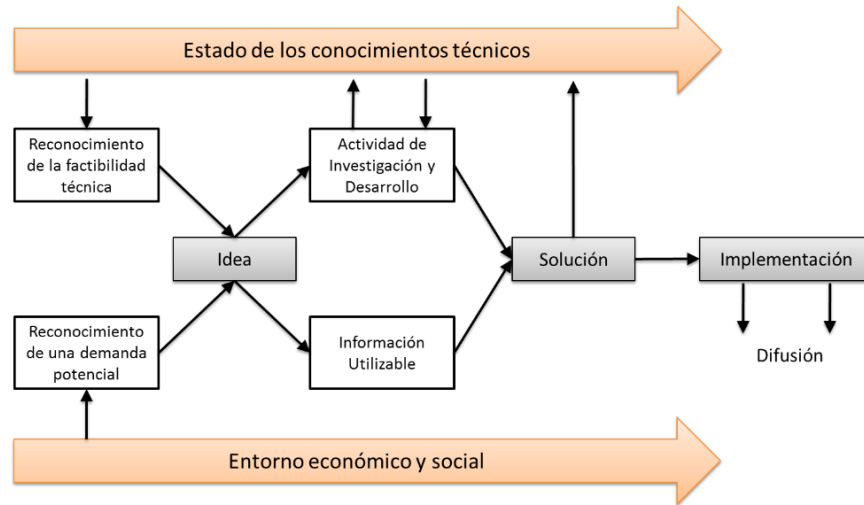 Estado de los conocimientos técnicos
Reconocimiento
de la factibilidad
técnica
Actividad de
Investigación y
Desarrollo
Idea
Solución
Implementación
Reconocimiento
de una demanda
potencial
Información
Utilizable
Difusión
Entorno económico y social